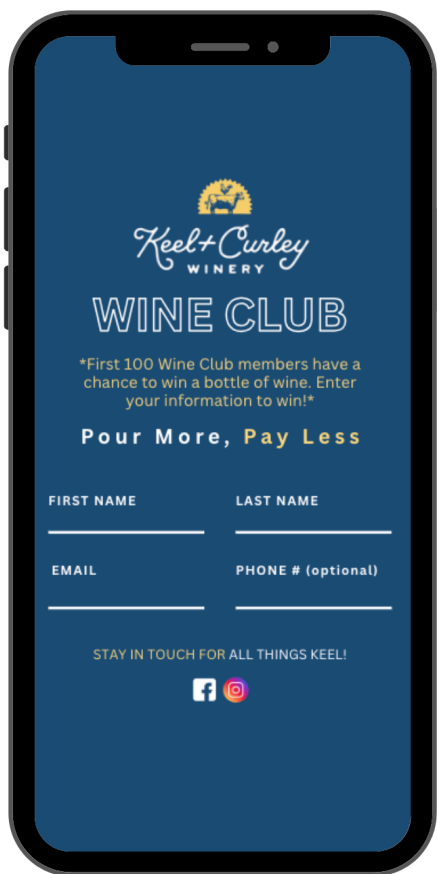 Keel + Curley
WINERY
WINE CLUB
*First 100 Wine Club members have a
chance to win a bottle of wine. Enter
your information to win!*
Pour More, Pay Less
FIRST NAME LAST NAME
EMAIL PHONE # (optional)
STAY IN TOUCH FOR ALL THINGS KEEL!